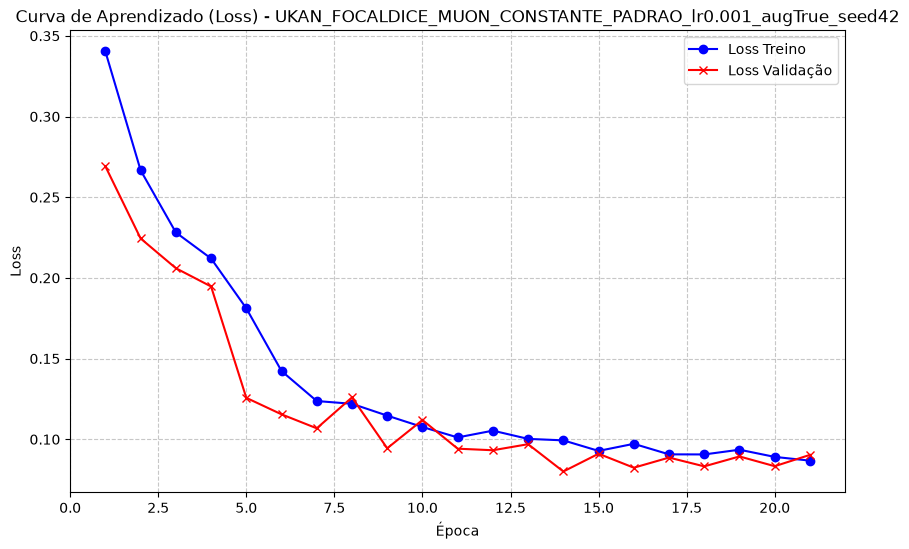 Curva de Aprendizado (Loss) - UKAN_FOCALDICE_MUON_CONSTANTE_PADRAO_lr0.001_augTrue_seed42
Loss Treino
Loss Validação
0.35
0.30
0.25
0.20
0.15
0.10
Loss
0.0 2.5 5.0 7.5 10.0 12.5 15.0 17.5 20.0
Época